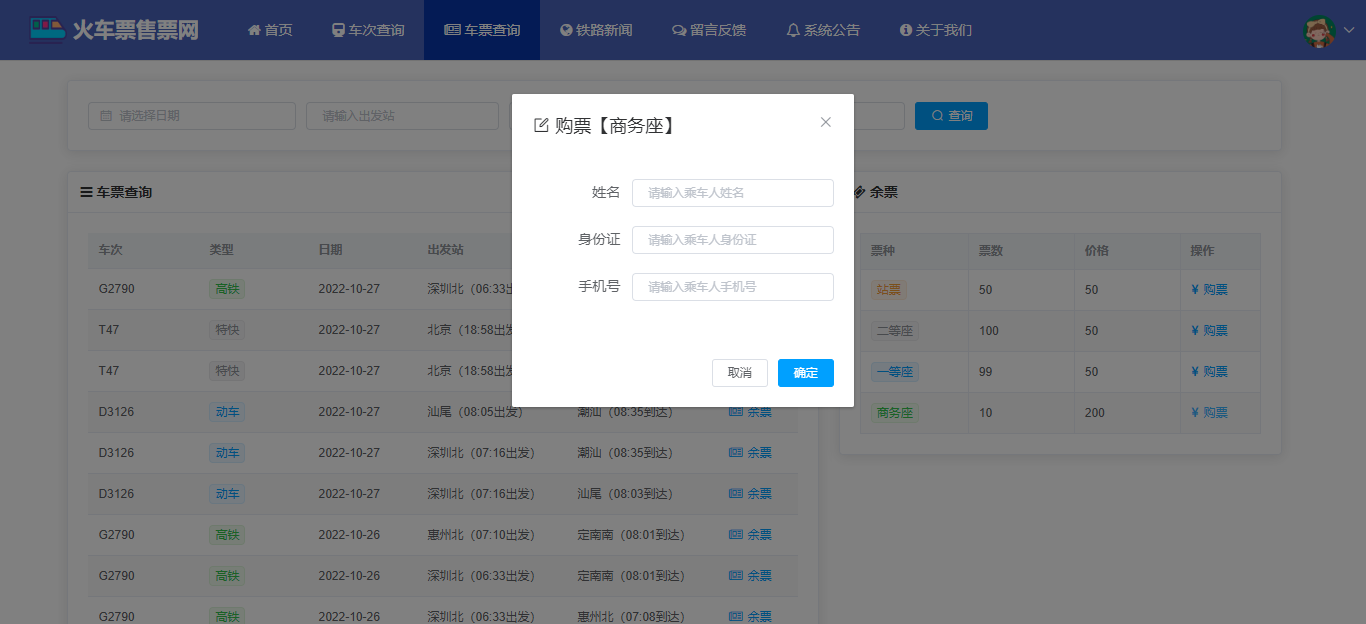 火车票售票网 首页 车次查询 车票查询 铁路新闻 留言反馈 系统公告 关于我们
请选择日期 请输入出发站 查询
购票【商务座】
姓名 请输入乘车人姓名
身份证 请输入乘车人身份证
手机号 请输入乘车人手机号
取消 确定
车票查询
车次 类型 日期 出发站
G2790 高铁 2022-10-27 深圳北（06:33出
T47 特快 2022-10-27 北京（18:58出发
T47 特快 2022-10-27 北京（18:58出发
D3126 动车 2022-10-27 汕尾（08:05出发） 潮汕（08:35到达） 余票
D3126 动车 2022-10-27 深圳北（07:16出发） 潮汕（08:35到达） 余票
D3126 动车 2022-10-27 深圳北（07:16出发） 汕尾（08:03到达） 余票
G2790 高铁 2022-10-26 惠州北（07:10出发） 定南南（08:01到达） 余票
G2790 高铁 2022-10-26 深圳北（06:33出发） 定南南（08:01到达） 余票
G2790 高铁 2022-10-26 深圳北（06:33出发） 惠州北（07:08到达） 余票
余票
票种 票数 价格 操作
站票 50 50 ¥ 购票
二等座 100 50 ¥ 购票
一等座 99 50 ¥ 购票
商务座 10 200 ¥ 购票